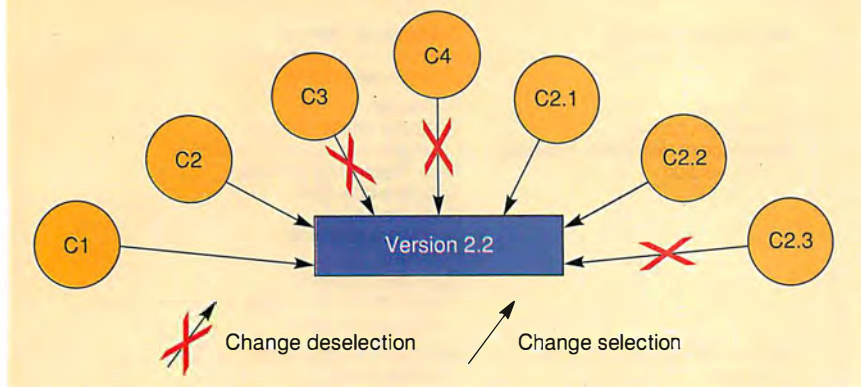 C4
C3
C2.1
C2
C2.2
C1
Version 2.2
C2.3
Change deselection
Change selection